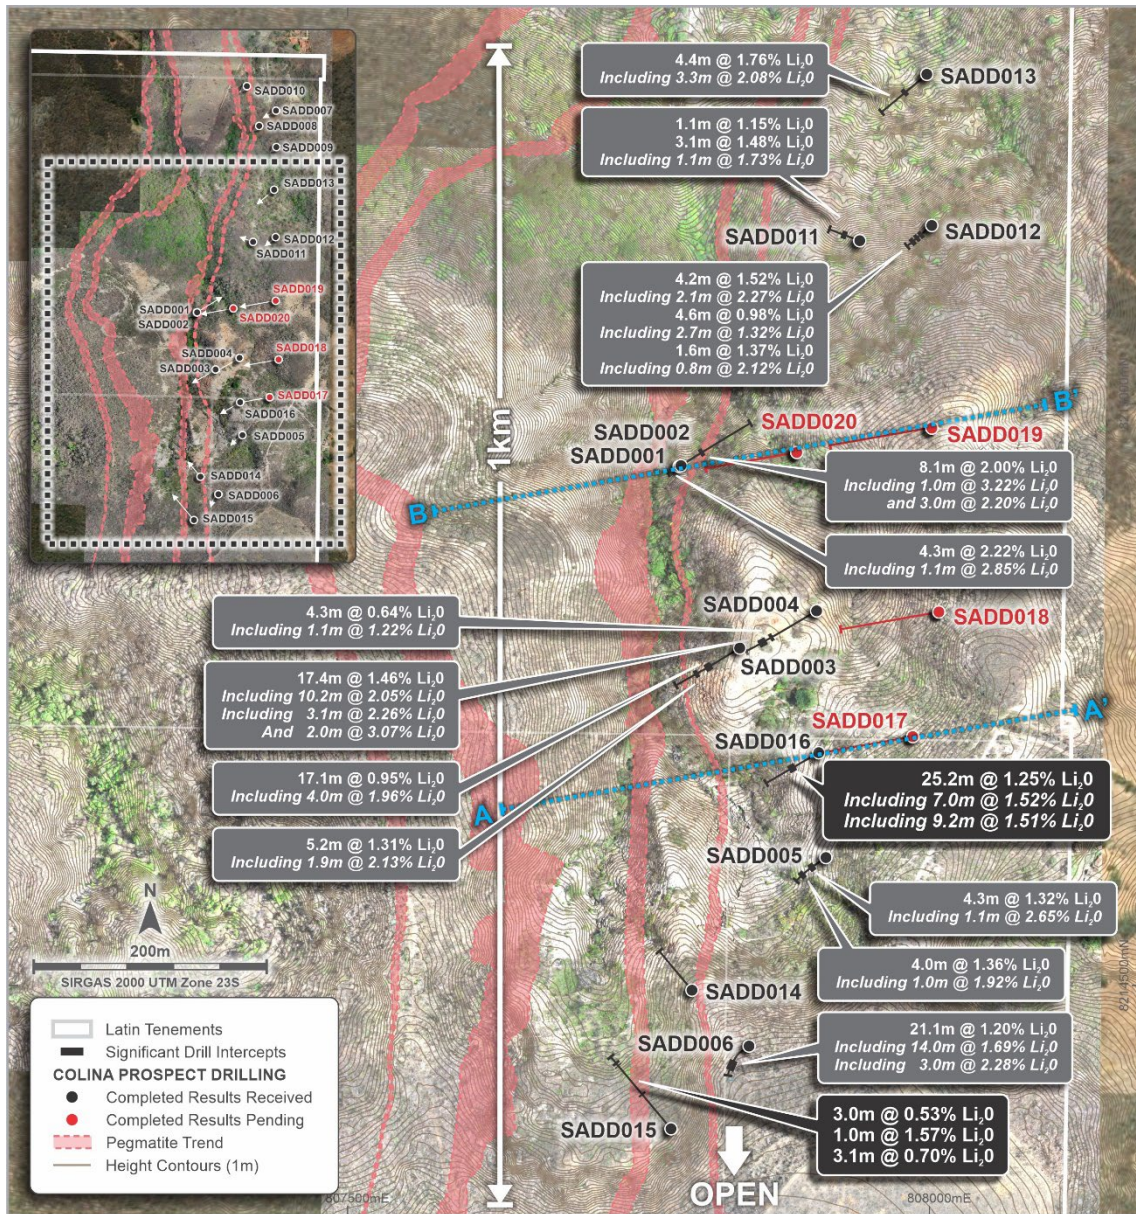 SADD010
SADD007
SADD008
SADD009
SADD013
SADD012
SADD011
SADD019
SADD001
SADD020
SADD002
SADD018
SADD004
SADD003
SADD017
SADD016
SADD005
SADD014
SADD006
SADD015
4.4m @ 1.76% Li₂0
Including 3.3m @ 2.08% Li₂0
SADD013
1.1m @ 1.15% Li₂0
3.1m @ 1.48% Li₂0
Including 1.1m @ 1.73% Li₂0
SADD011
SADD012
4.2m @ 1.52% Li₂0
Including 2.1m @ 2.27% Li₂0
4.6m @ 0.98% Li₂0
Including 2.7m @ 1.32% Li₂0
1.6m @ 1.37% Li₂0
Including 0.8m @ 2.12% Li₂0
1km
B'
SADD002
SADD020
SADD019
SADD001
B
8.1m @ 2.00% Li₂0
Including 1.0m @ 3.22% Li₂0
and 3.0m @ 2.20% Li₂0
4.3m @ 2.22% Li₂0
Including 1.1m @ 2.85% Li₂0
SADD004
SADD018
SADD003
4.3m @ 0.64% Li₂0
Including 1.1m @ 1.22% Li₂0
17.4m @ 1.46% Li₂0
Including 10.2m @ 2.05% Li₂0
Including 3.1m @ 2.26% Li₂0
And 2.0m @ 3.07% Li₂0
17.1m @ 0.95% Li₂0
Including 4.0m @ 1.96% Li₂0
5.2m @ 1.31% Li₂0
Including 1.9m @ 2.13% Li₂0
A'
SADD017
SADD016
A
25.2m @ 1.25% Li₂0
Including 7.0m @ 1.52% Li₂0
Including 9.2m @ 1.51% Li₂0
SADD005
4.3m @ 1.32% Li₂0
Including 1.1m @ 2.65% Li₂0
4.0m @ 1.36% Li₂0
Including 1.0m @ 1.92% Li₂0
SADD014
SADD006
21.1m @ 1.20% Li₂0
Including 14.0m @ 1.69% Li₂0
Including 3.0m @ 2.28% Li₂0
SADD015
3.0m @ 0.53% Li₂0
1.0m @ 1.57% Li₂0
3.1m @ 0.70% Li₂0
OPEN
N
200m
SIRGAS 2000 UTM Zone 23S
Latin Tenements
Significant Drill Intercepts
COLINA PROSPECT DRILLING
Completed Results Received
Completed Results Pending
Pegmatite Trend
Height Contours (1m)
807500mE
808000mE